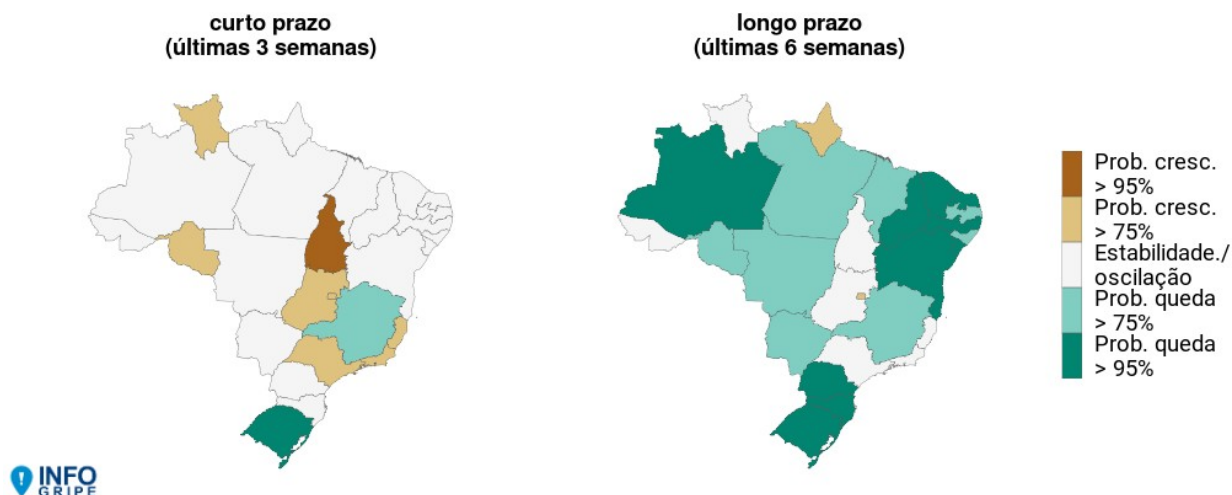 curto prazo
(últimas 3 semanas)
longo prazo
(últimas 6 semanas)
Prob. cresc.
> 95%
Prob. cresc.
> 75%
Estabilidade./
oscilação
Prob. queda
> 75%
Prob. queda
> 95%
INFO
GRIPE